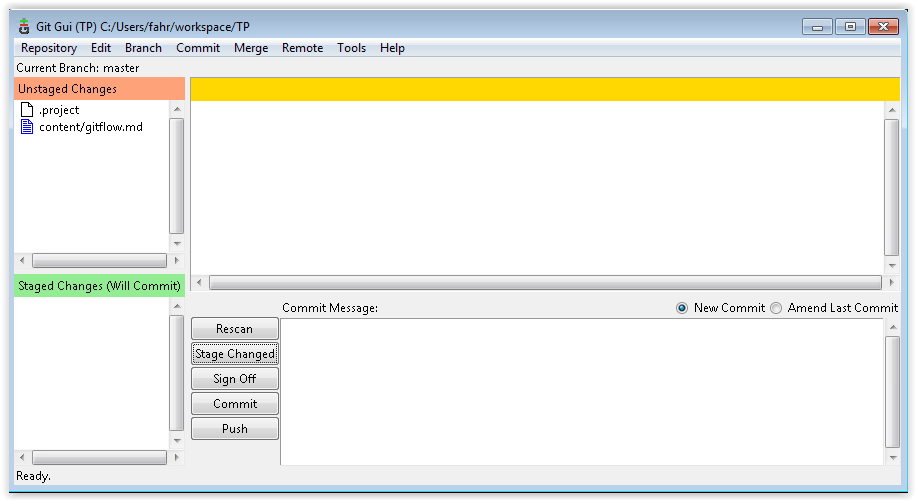 Git Gui (TP) C:/Users/fahr/workspace/TP
Repository Edit Branch Commit Merge Remote Tools Help
Current Branch: master
Unstaged Changes
.project
content/gitflow.md
Staged Changes (Will Commit)
Commit Message:
New Commit
Amend Last Commit
Rescan
Stage Changed
Sign Off
Commit
Push
Ready.